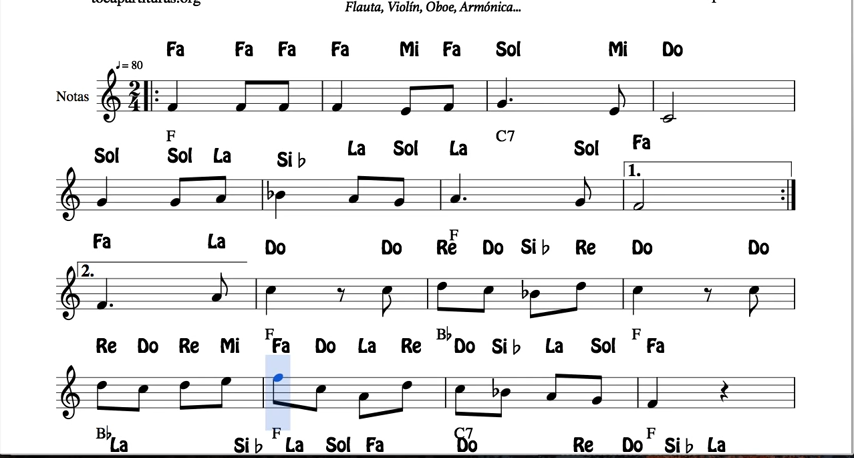 tocapartituras.org
Flauta, Violín, Oboe, Armónica...
Fa Fa Fa Fa Mi Fa Sol Mi Do
♩ = 80
Notas
2
4
F C7
Sol Sol La Si ♭ La Sol La Sol Fa
1.
F
Fa La Do Do Re Do Si ♭ Re Do Do
2.
F B♭ F
Re Do Re Mi Fa Do La Re Do Si ♭ La Sol Fa
B♭ F C7 F
La Si ♭ La Sol Fa Do Re Do Si ♭ La